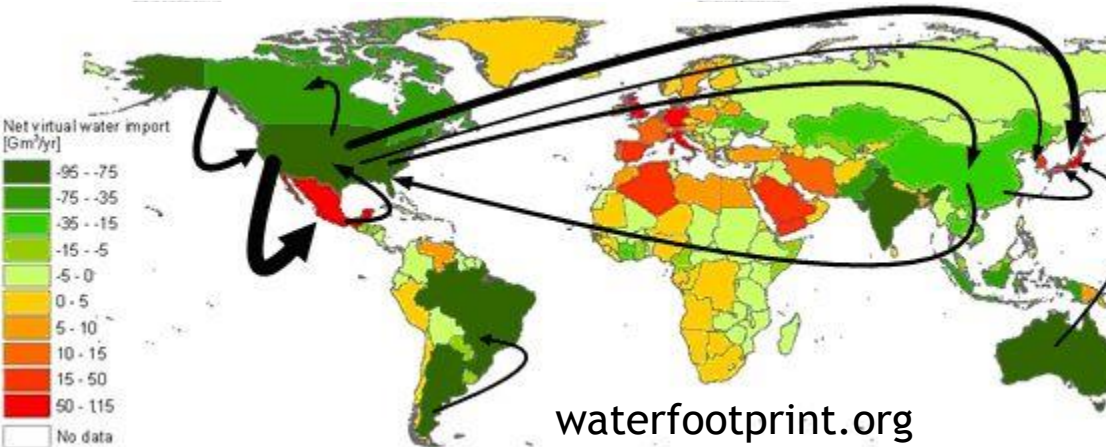 Net virtual water import
[Gm³/yr]
-95 - -75
-75 - -35
-35 - -15
-15 - -5
-5 - 0
0 - 5
5 - 10
10 - 15
15 - 50
50 - 115
No data
waterfootprint.org